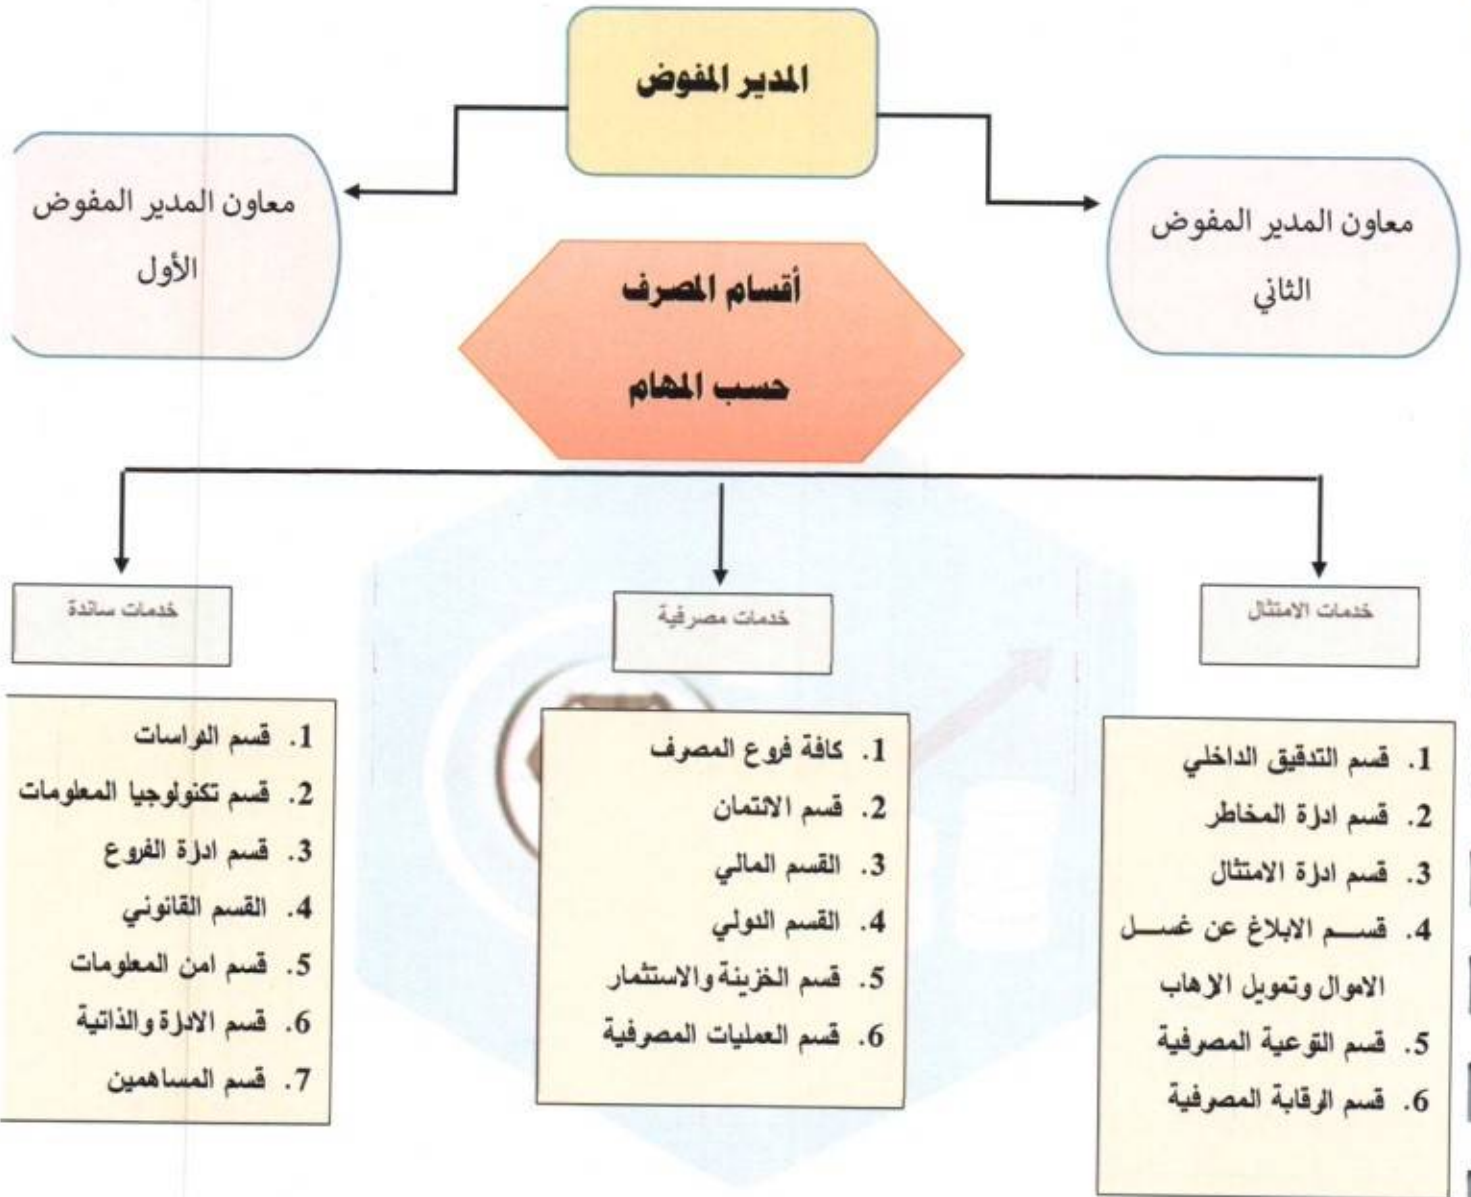 المدير المفوض
معاون المدير المفوض
الثاني
معاون المدير المفوض
الأول
أقسام المصرف
حسب المهام
خدمات الامتثال
خدمات مصرفية
خدمات ساندة
1. قسم التدقيق الداخلي
2. قسم ادارة المخاطر
3. قسم ادارة الامتثال
4. قســم الابلاغ عن غســل
الاموال وتمويل الارهاب
5. قسم التوعية المصرفية
6. قسم الرقابة المصرفية
1. كافة فروع المصرف
2. قسم الائتمان
3. القسم المالي
4. القسم الدولي
5. قسم الخزينة والاستثمار
6. قسم العمليات المصرفية
1. قسم الدراسات
2. قسم تكنولوجيا المعلومات
3. قسم ادارة الفروع
4. القسم القانوني
5. قسم امن المعلومات
6. قسم الادارة والذاتية
7. قسم المساهمين